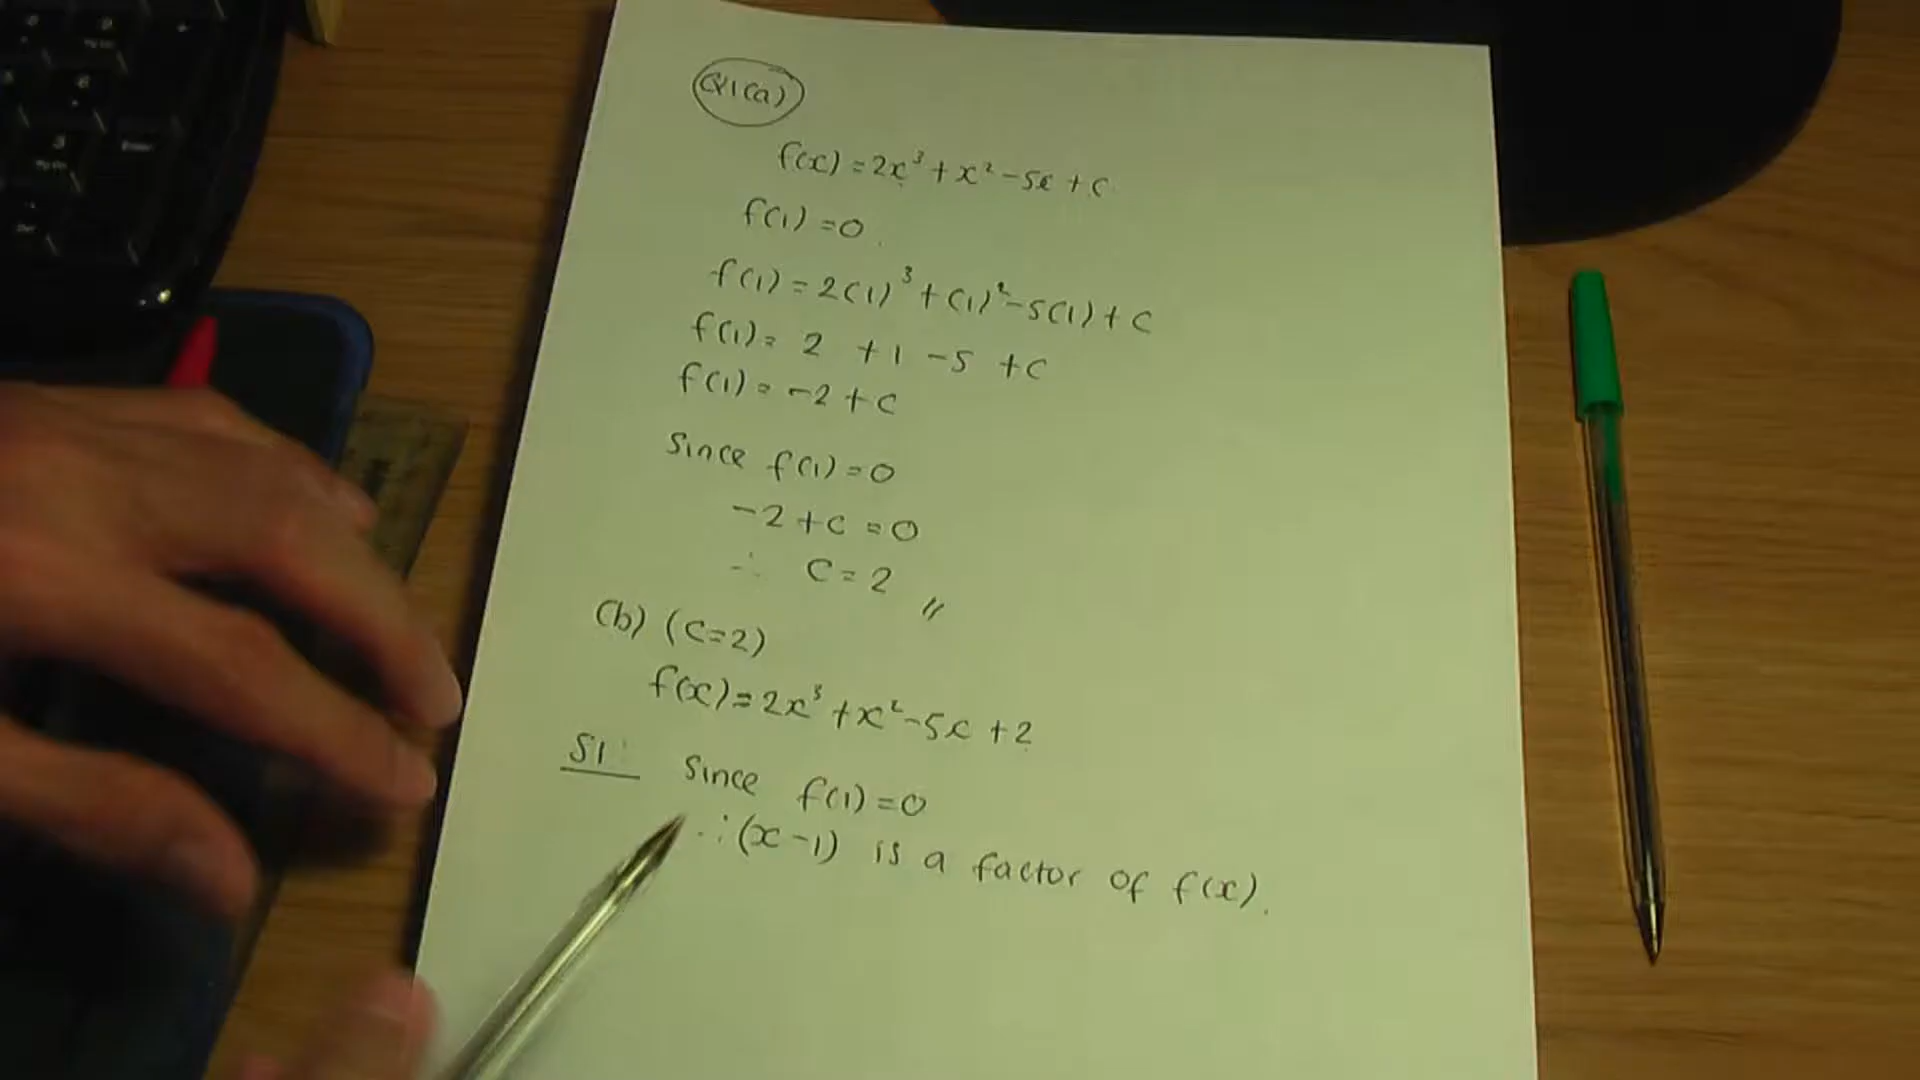 Q1(a)
f(x) = 2x³ + x² - 5x + c
f(1) = 0
f(1) = 2(1)³ + (1)² - 5(1) + c
f(1) = 2 + 1 - 5 + c
f(1) = -2 + c
Since f(1) = 0
-2 + c = 0
∴ c = 2 //
(b) (c=2)
f(x) = 2x³ + x² - 5x + 2
S1: Since f(1) = 0
∴ (x - 1) is a factor of f(x).